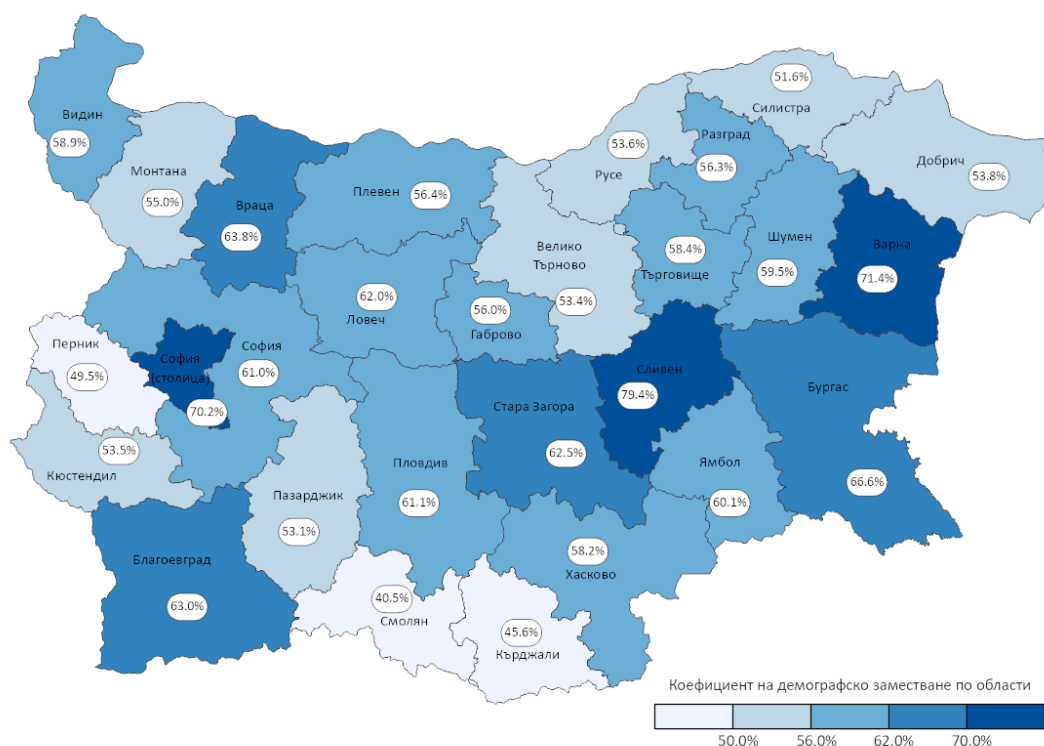 51.6%
Силистра
Видин
58.9%
53.6%
Русе
Разград
56.3%
Добрич
53.8%
Монтана
55.0%
Плевен
56.4%
Враца
63.8%
Велико
Търново
53.4%
58.4%
Търговище
Шумен
59.5%
Варна
71.4%
62.0%
Ловеч
56.0%
Габрово
Перник
49.5%
София
(столица)
70.2%
София
61.0%
Сливен
79.4%
Бургас
66.6%
Стара Загора
62.5%
53.5%
Кюстендил
Пловдив
61.1%
Ямбол
60.1%
Пазарджик
53.1%
Благоевград
63.0%
58.2%
Хасково
40.5%
Смолян
45.6%
Кърджали
Коефициент на демографско заместване по области
50.0% 56.0% 62.0% 70.0%